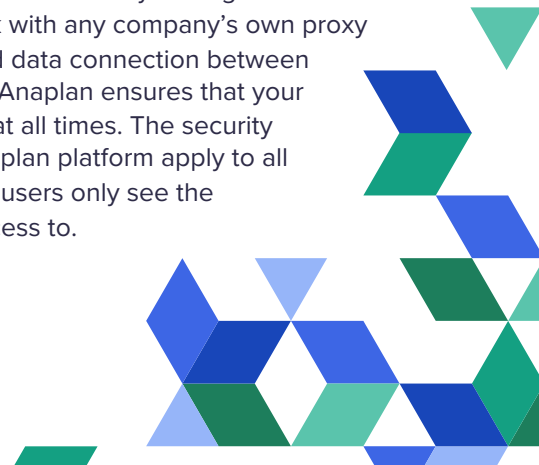 with any company's own proxy
data connection between
Anaplan ensures that your
at all times. The security
plan platform apply to all
users only see the
ess to.